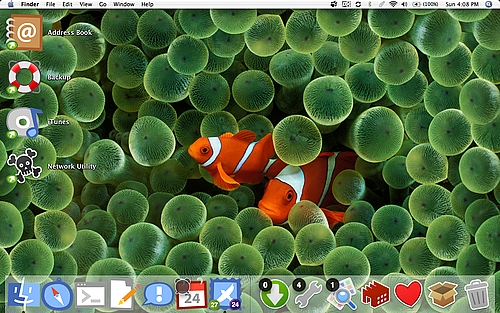 Finder File Edit View Go Window Help (100%) Sun 4:08 PM
Address Book
Backup
iTunes
Network Utility
24
27
24
0
4
1